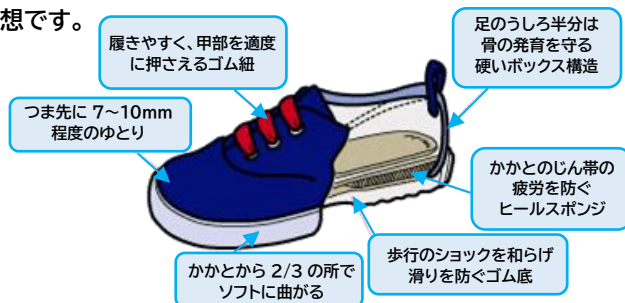 想です。
履きやすく、甲部を適度
に押さえるゴム紐
足のうしろ半分は
骨の発育を守る
硬いボックス構造
つま先に 7～10mm
程度のゆとり
かかとのじん帯の
疲労を防ぐ
ヒールスポンジ
歩行のショックを和らげ
滑りを防ぐゴム底
かかとから 2/3 の所で
ソフトに曲がる